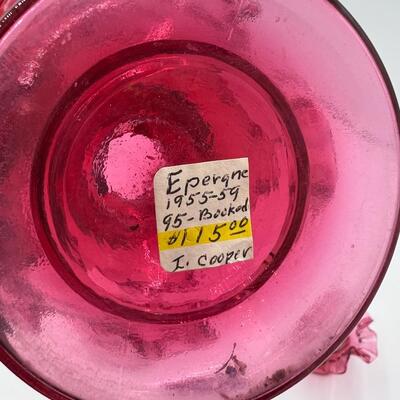 Epergne
1955-59
95-Booked
$115.00
I. Cooper